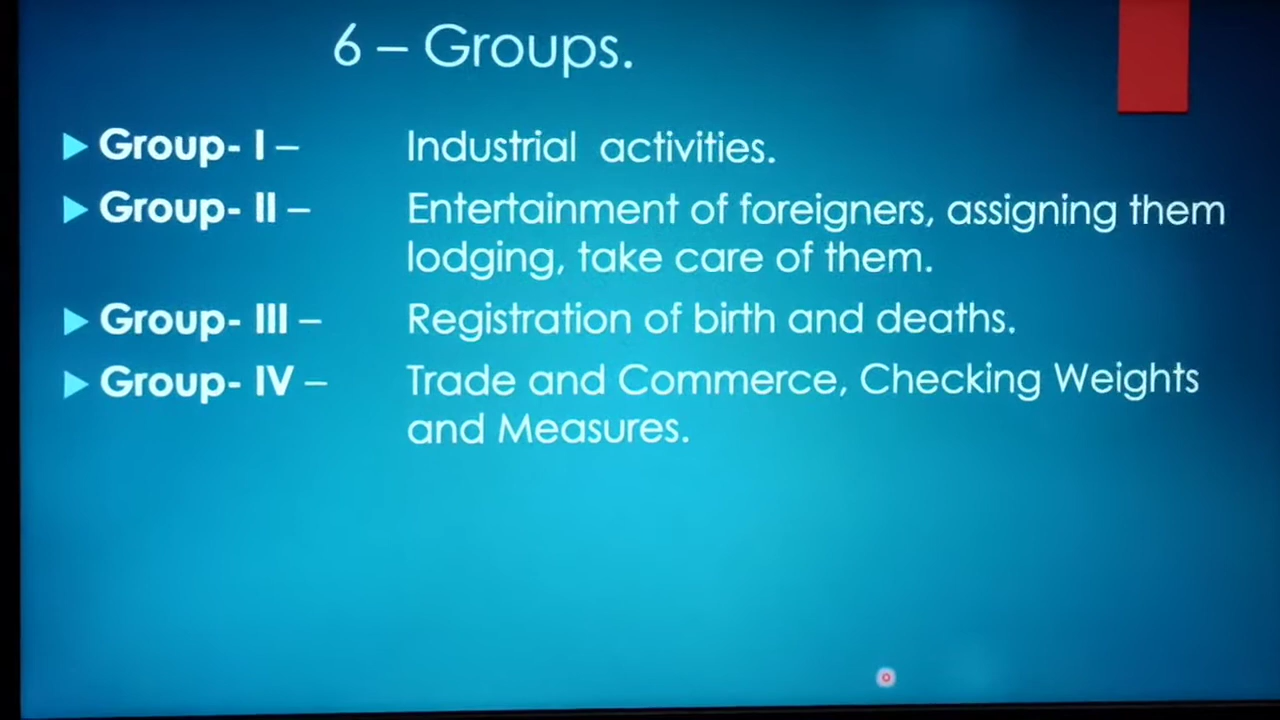 6 – Groups.
Group- I – Industrial activities.
Group- II – Entertainment of foreigners, assigning them
lodging, take care of them.
Group- III – Registration of birth and deaths.
Group- IV – Trade and Commerce, Checking Weights
and Measures.